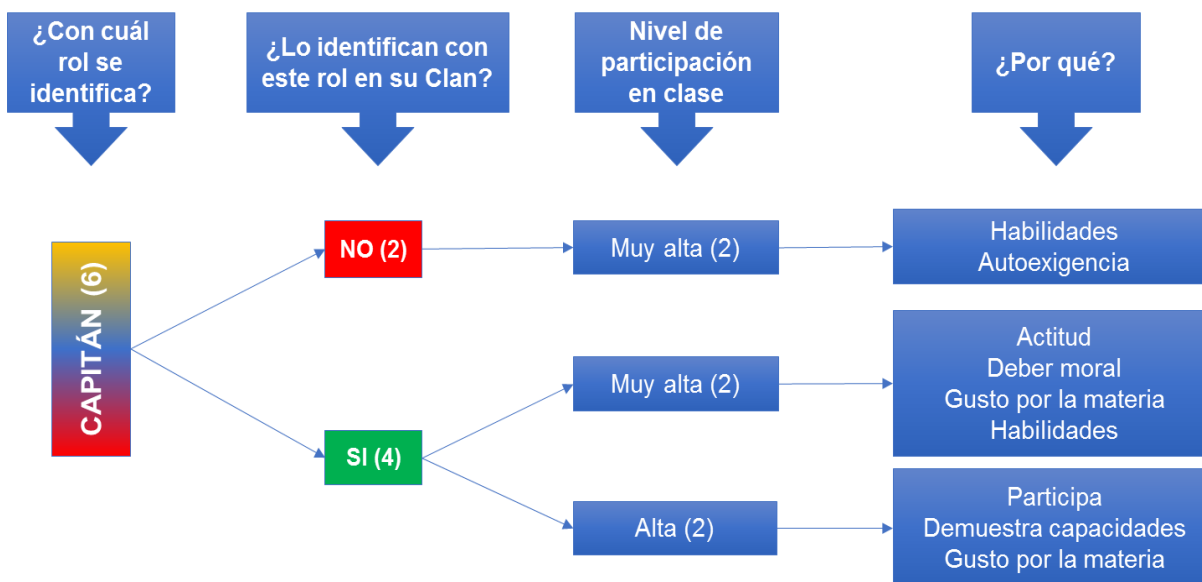 ¿Con cuál
rol se
identifica?
¿Lo identifican con
este rol en su Clan?
Nivel de
participación
en clase
¿Por qué?
CAPITÁN (6)
NO (2)
Muy alta (2)
Habilidades
Autoexigencia
SI (4)
Muy alta (2)
Actitud
Deber moral
Gusto por la materia
Habilidades
Alta (2)
Participa
Demuestra capacidades
Gusto por la materia